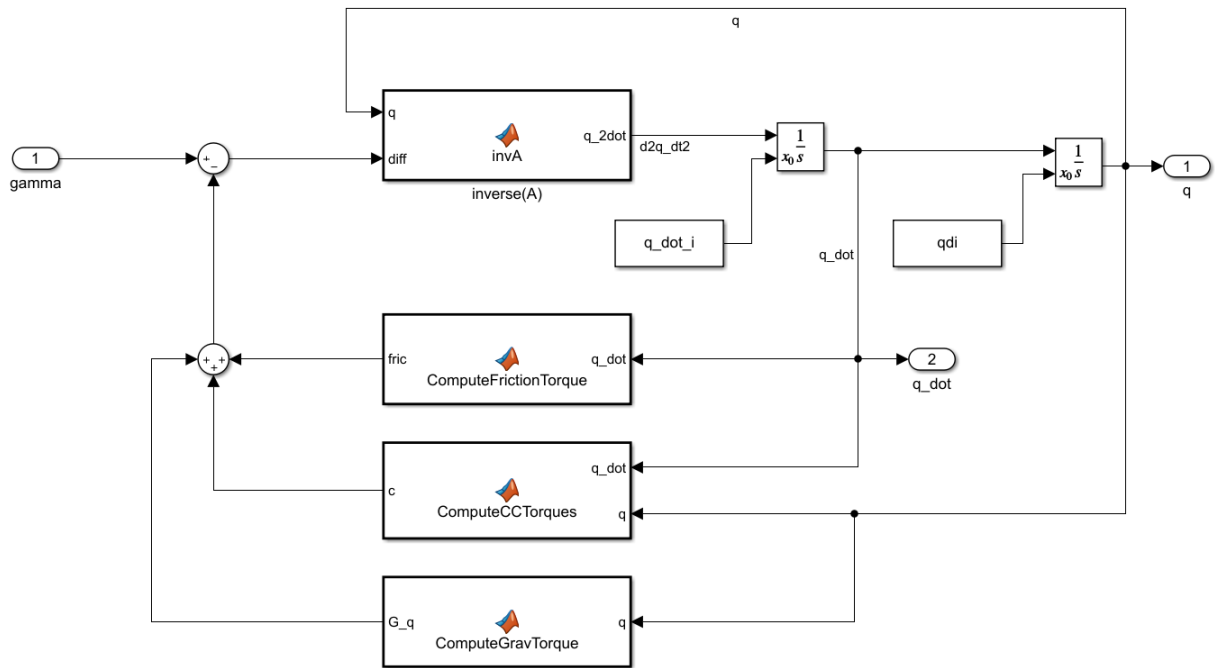 q
q
q_2dot
d2q_dt2
1
x₀ s
1
x₀ s
1
gamma
+
−
diff
invA
inverse(A)
1
q
q_dot_i
q_dot
qdi
fric
q_dot
ComputeFrictionTorque
2
q_dot
+ +
+
q_dot
c
ComputeCCTorques
q
G_q
q
ComputeGravTorque